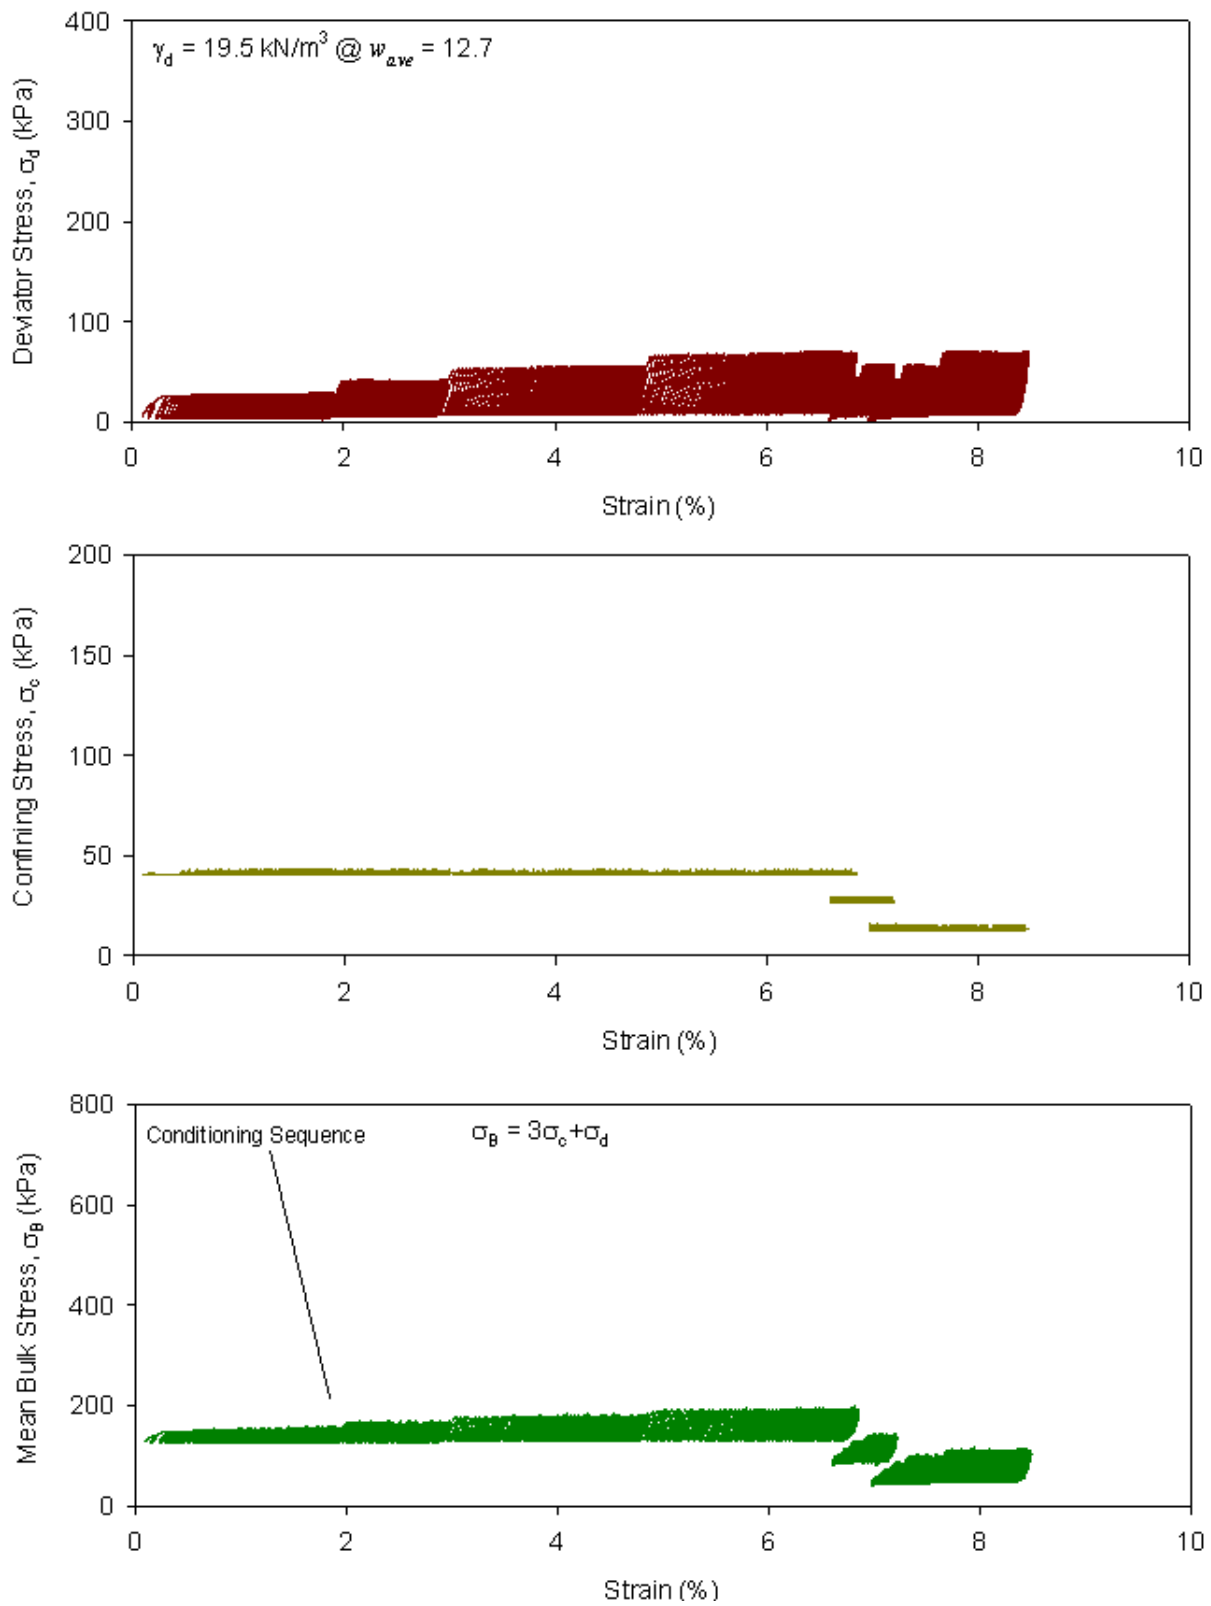 400
γd = 19.5 kN/m³ @ wave = 12.7
300
200
100
0
Deviator Stress, σd (kPa)
0 2 4 6 8 10
Strain (%)
200
150
100
50
0
Confining Stress, σc (kPa)
0 2 4 6 8 10
Strain (%)
800
Conditioning Sequence
σB = 3σc+σd
600
400
200
0
Mean Bulk Stress, σB (kPa)
0 2 4 6 8 10
Strain (%)